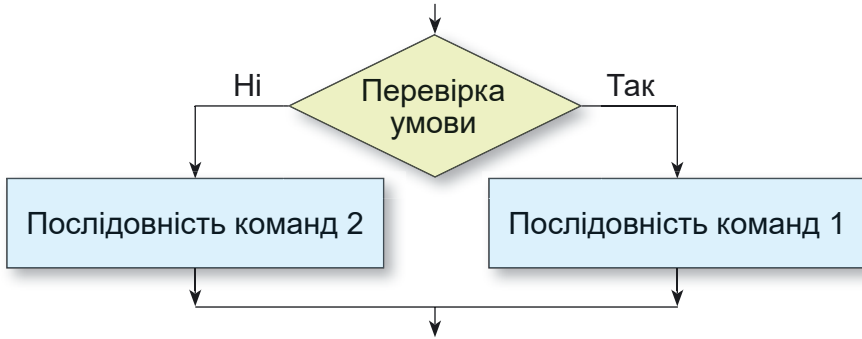 Ні
Так
Перевірка
умови
Послідовність команд 2
Послідовність команд 1